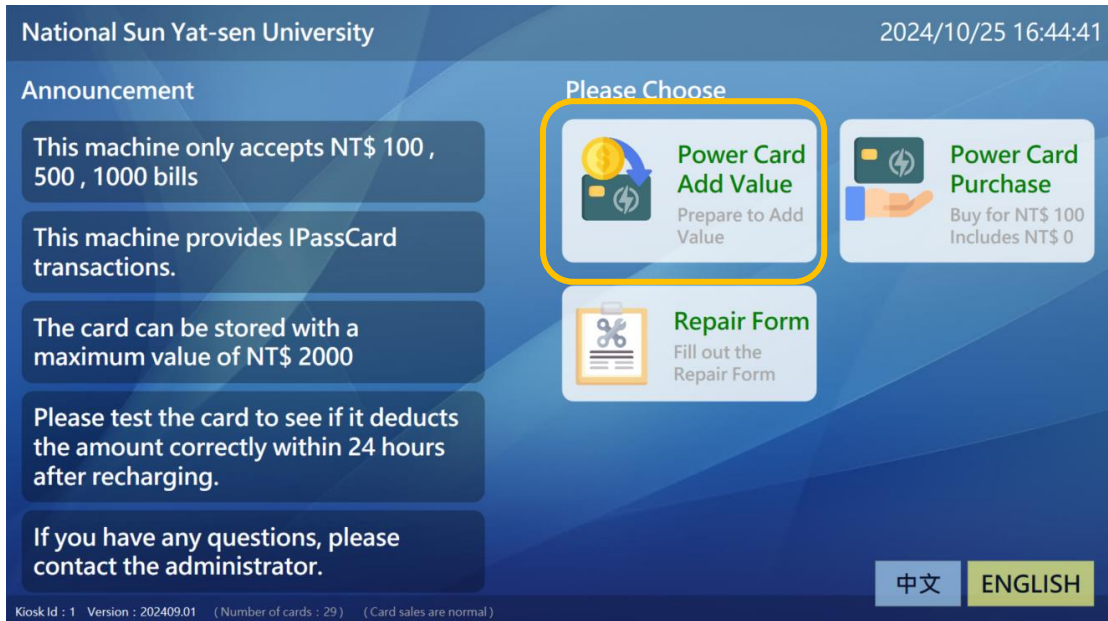 National Sun Yat-sen University
2024/10/25 16:44:41
Announcement
This machine only accepts NT$ 100 ,
500 , 1000 bills
This machine provides IPassCard
transactions.
The card can be stored with a
maximum value of NT$ 2000
Please test the card to see if it deducts
the amount correctly within 24 hours
after recharging.
If you have any questions, please
contact the administrator.
Please Choose
Power Card
Add Value
Prepare to Add
Value
Power Card
Purchase
Buy for NT$ 100
Includes NT$ 0
Repair Form
Fill out the
Repair Form
中文
ENGLISH
Kiosk Id : 1 Version : 202409.01 ( Number of cards : 29 ) ( Card sales are normal )